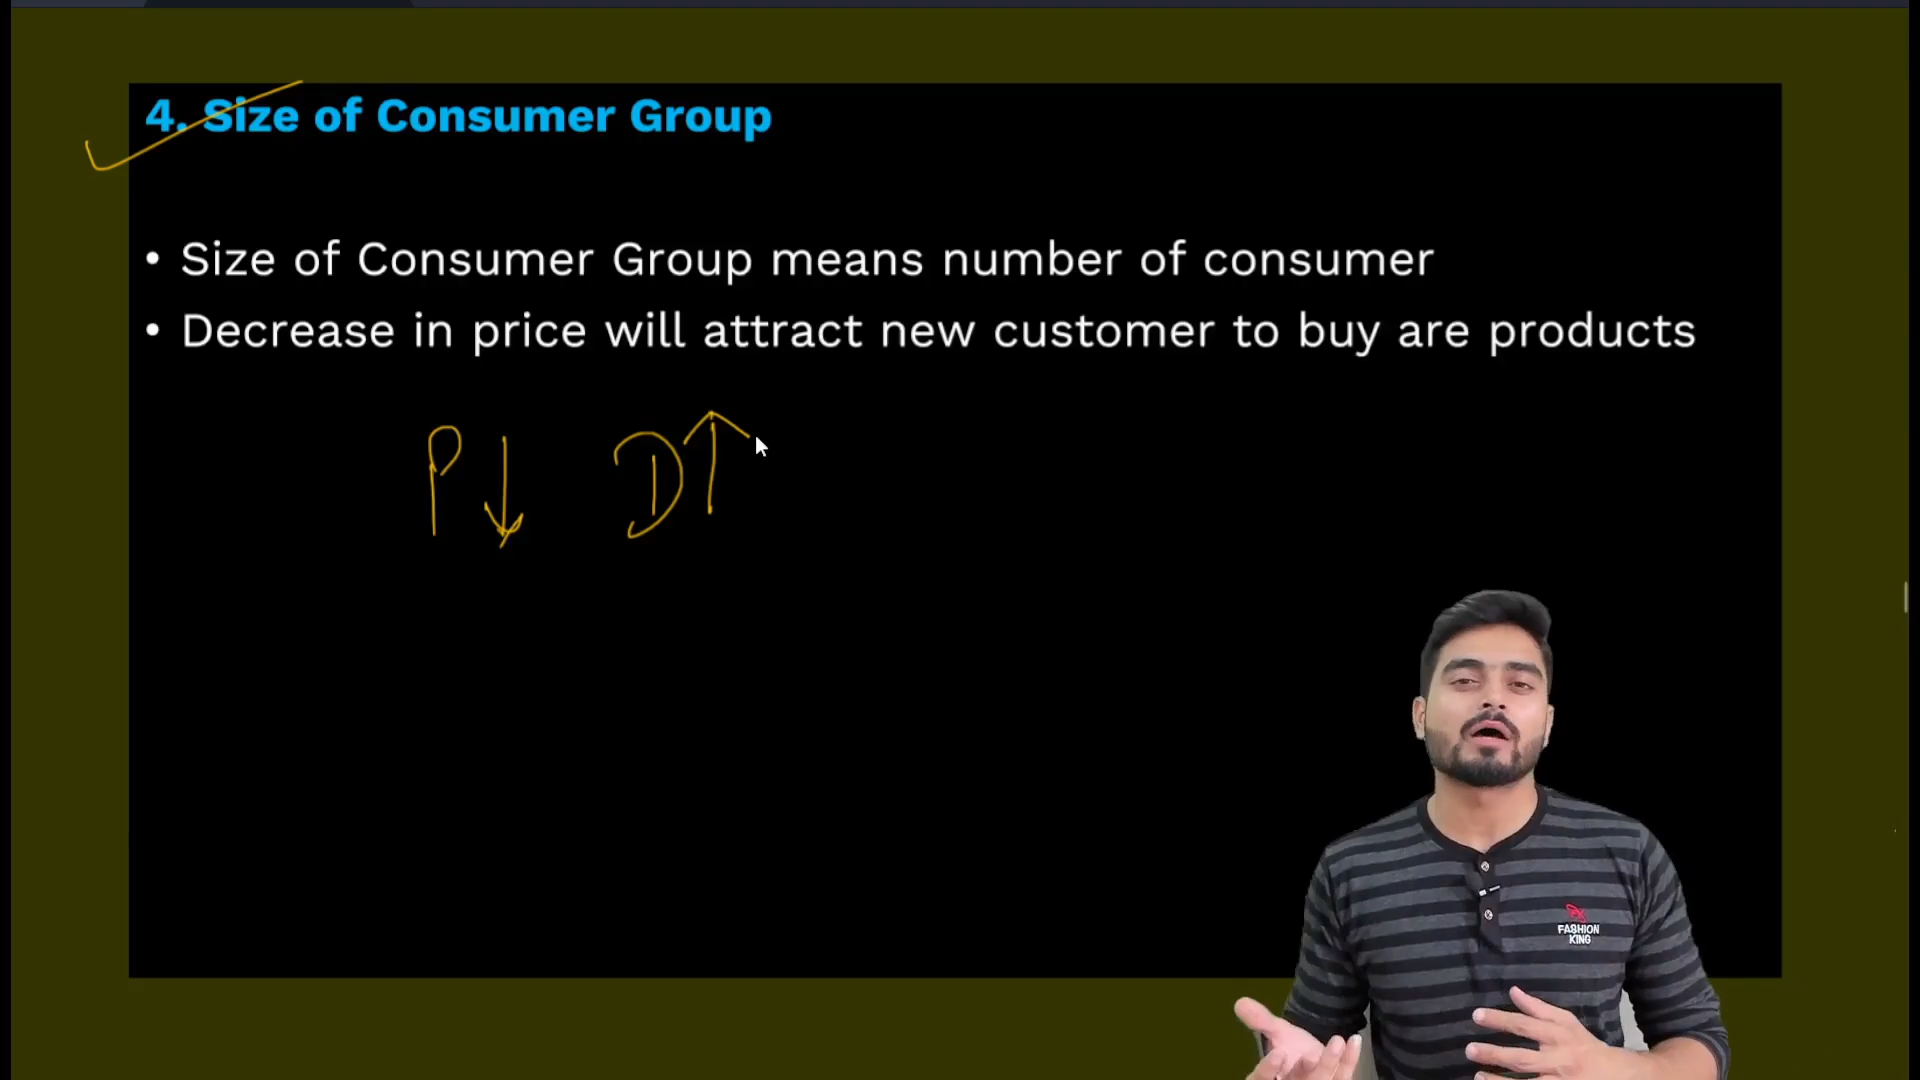 4. Size of Consumer Group
• Size of Consumer Group means number of consumer
• Decrease in price will attract new customer to buy are products
P↓ D↑
FASHION
KING